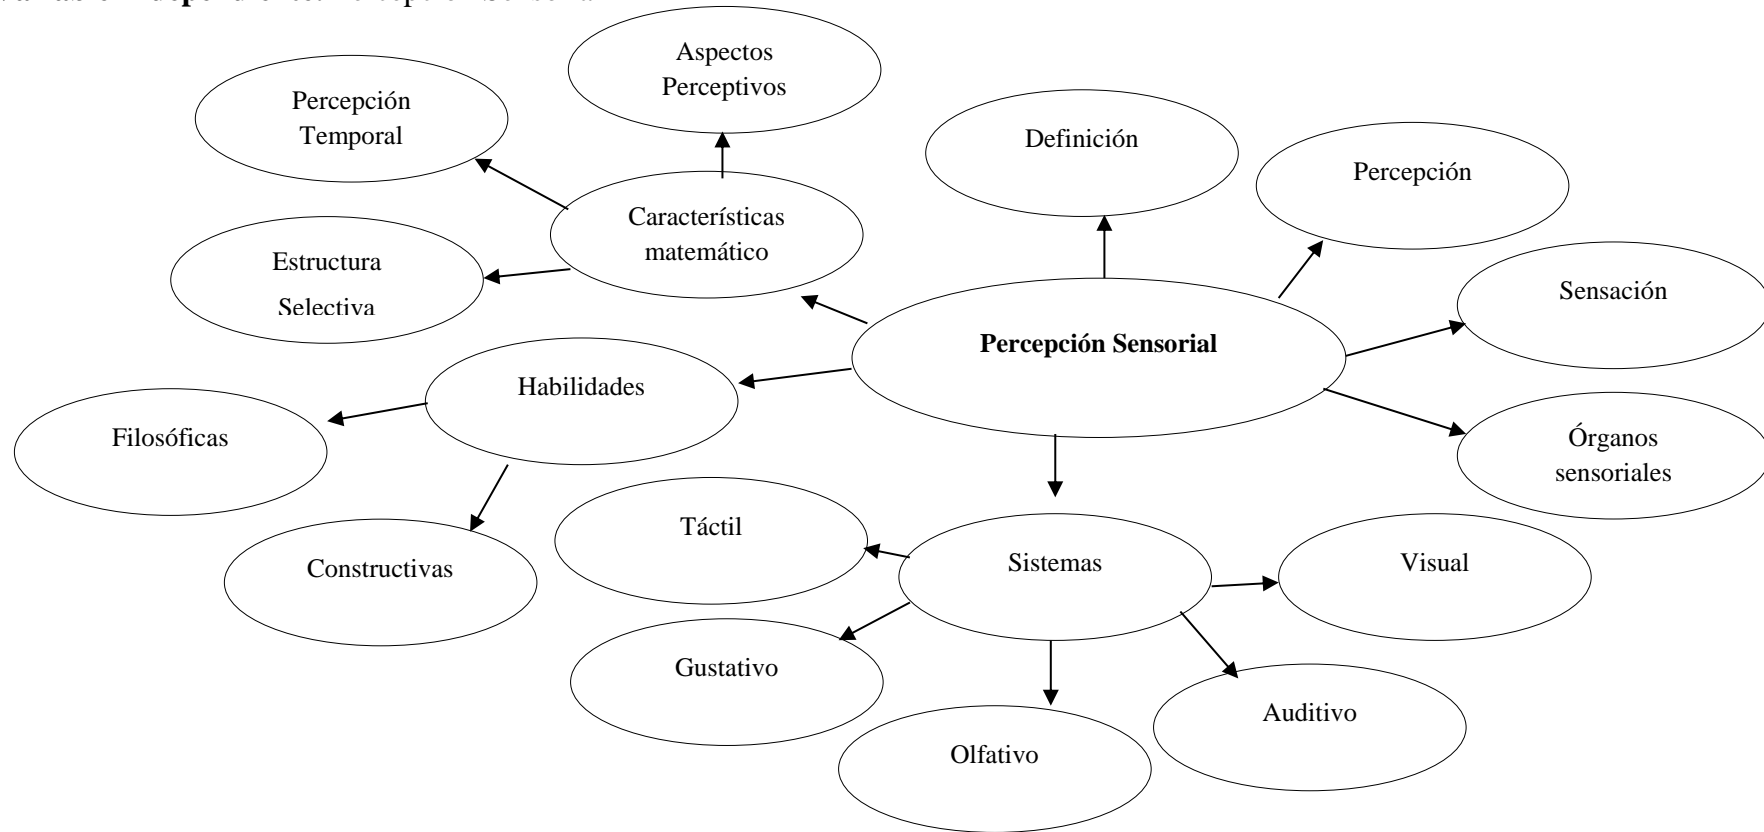 Aspectos
Perceptivos
Percepción
Temporal
Definición
Percepción
Característícas
matemático
Estructura
Selectiva
Sensación
Percepción Sensorial
Habilidades
Filosóficas
Órganos
sensoriales
Táctil
Constructivas
Sistemas
Visual
Gustativo
Auditivo
Olfativo